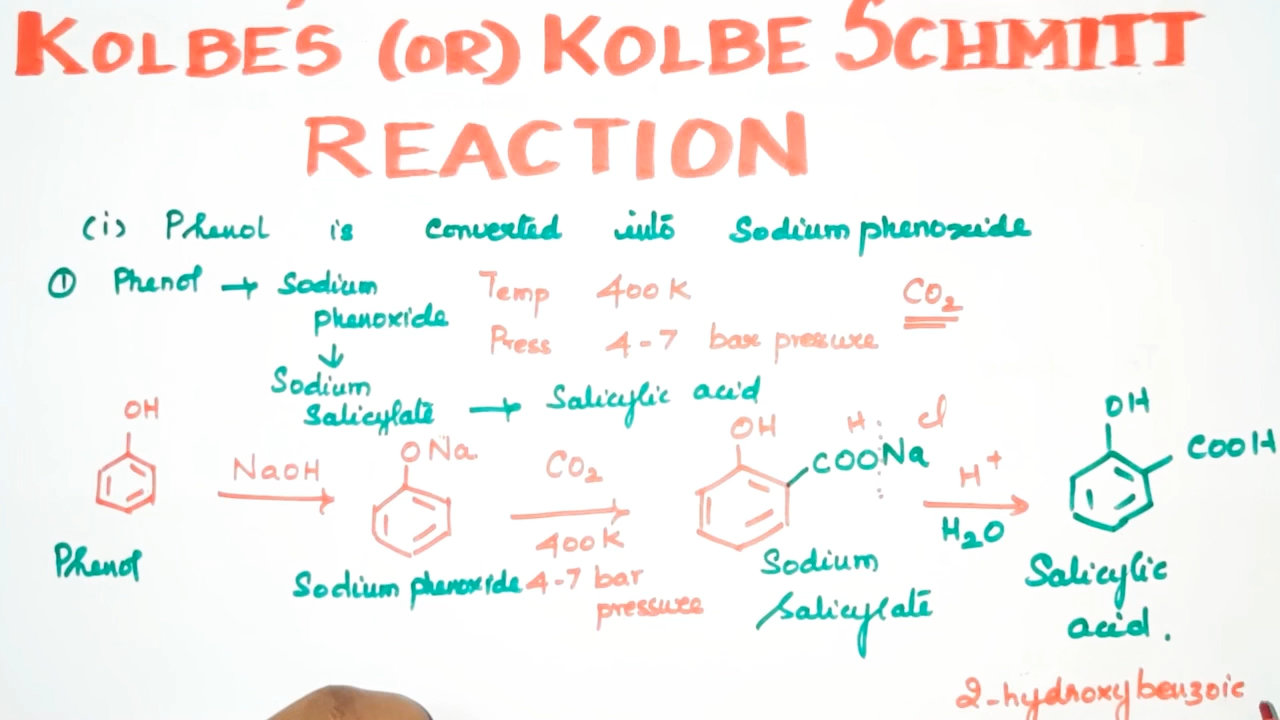 KOLBE'S (OR) KOLBE SCHMITT
REACTION
(i) Phenol is converted into Sodium phenoxide
① Phenol → Sodium phenoxide
↓
Sodium Salicylate → Salicylic acid
Temp 400 K
Press 4-7 bar pressure
CO₂
OH
Phenol
NaOH
ONa
Sodium phenoxide
CO₂
400 K
4-7 bar
pressure
OH
COONa
H Cl
Sodium
Salicylate
H⁺
H₂O
OH
COOH
Salicylic
acid.
2-hydroxybenzoic